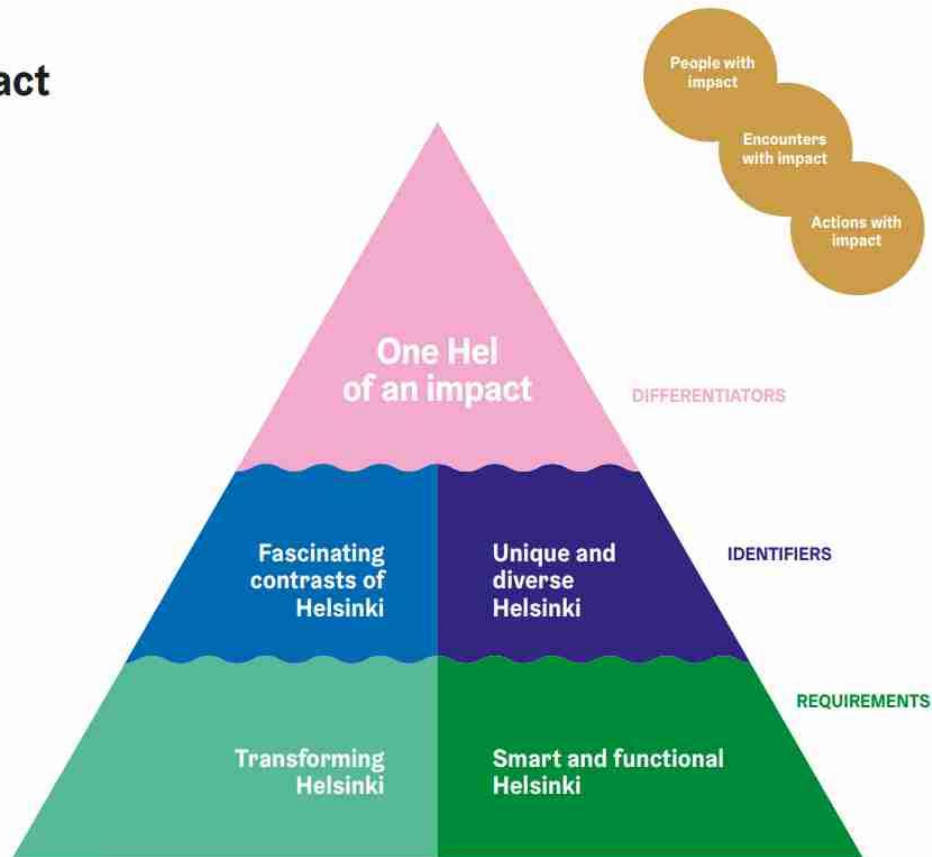 act
People with
impact
Encounters
with impact
Actions with
impact
One Hel
of an impact
DIFFERENTIATORS
Fascinating
contrasts of
Helsinki
Unique and
diverse
Helsinki
IDENTIFIERS
REQUIREMENTS
Transforming
Helsinki
Smart and functional
Helsinki